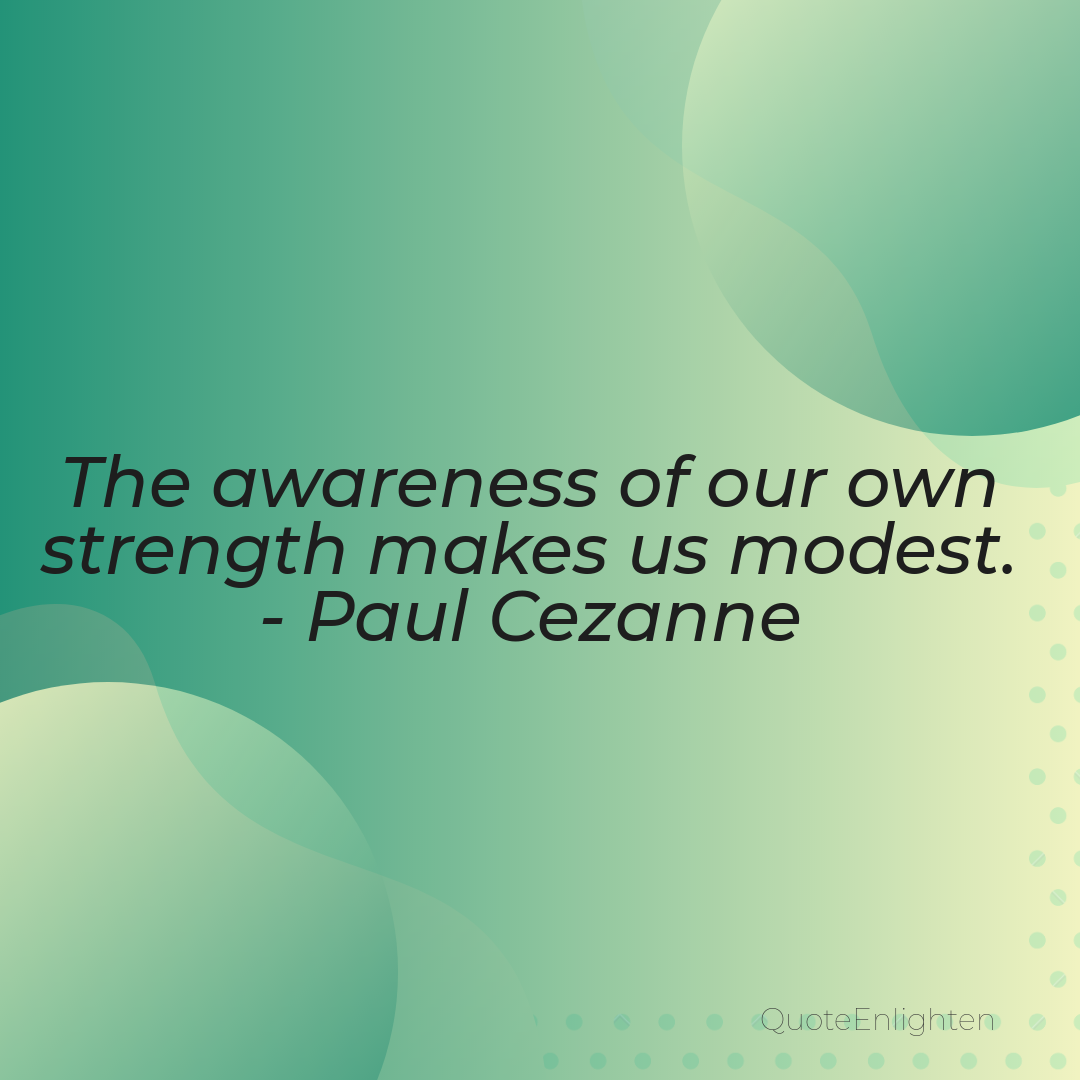 The awareness of our own
strength makes us modest.
- Paul Cezanne
QuoteEnlighten